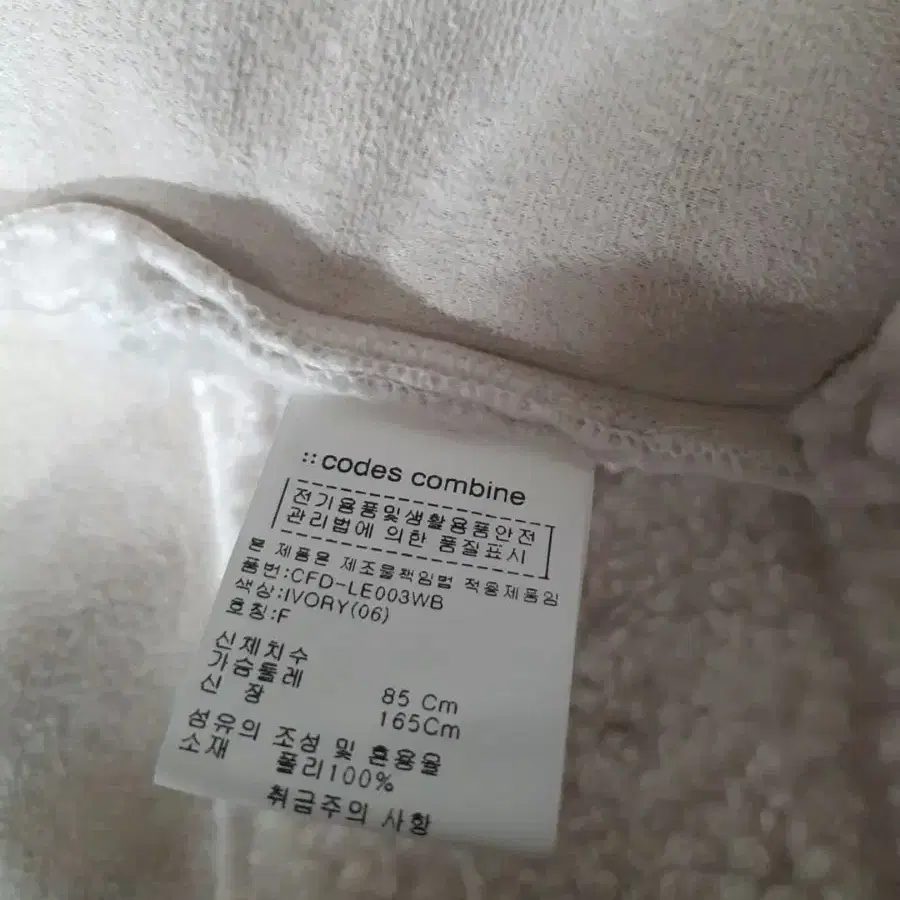 ::codes combine
전기용품및생활용품안전
관리법에 의한 품질표시
본 제품은 제조물책임법 적용제품임
품번:CFD-LE003WB
색상:IVORY(06)
호칭:F
신체치수
가슴둘레 85 Cm
신 장 165Cm
섬유의 조성 및 혼용율
소재 폴리100%
취급주의 사항